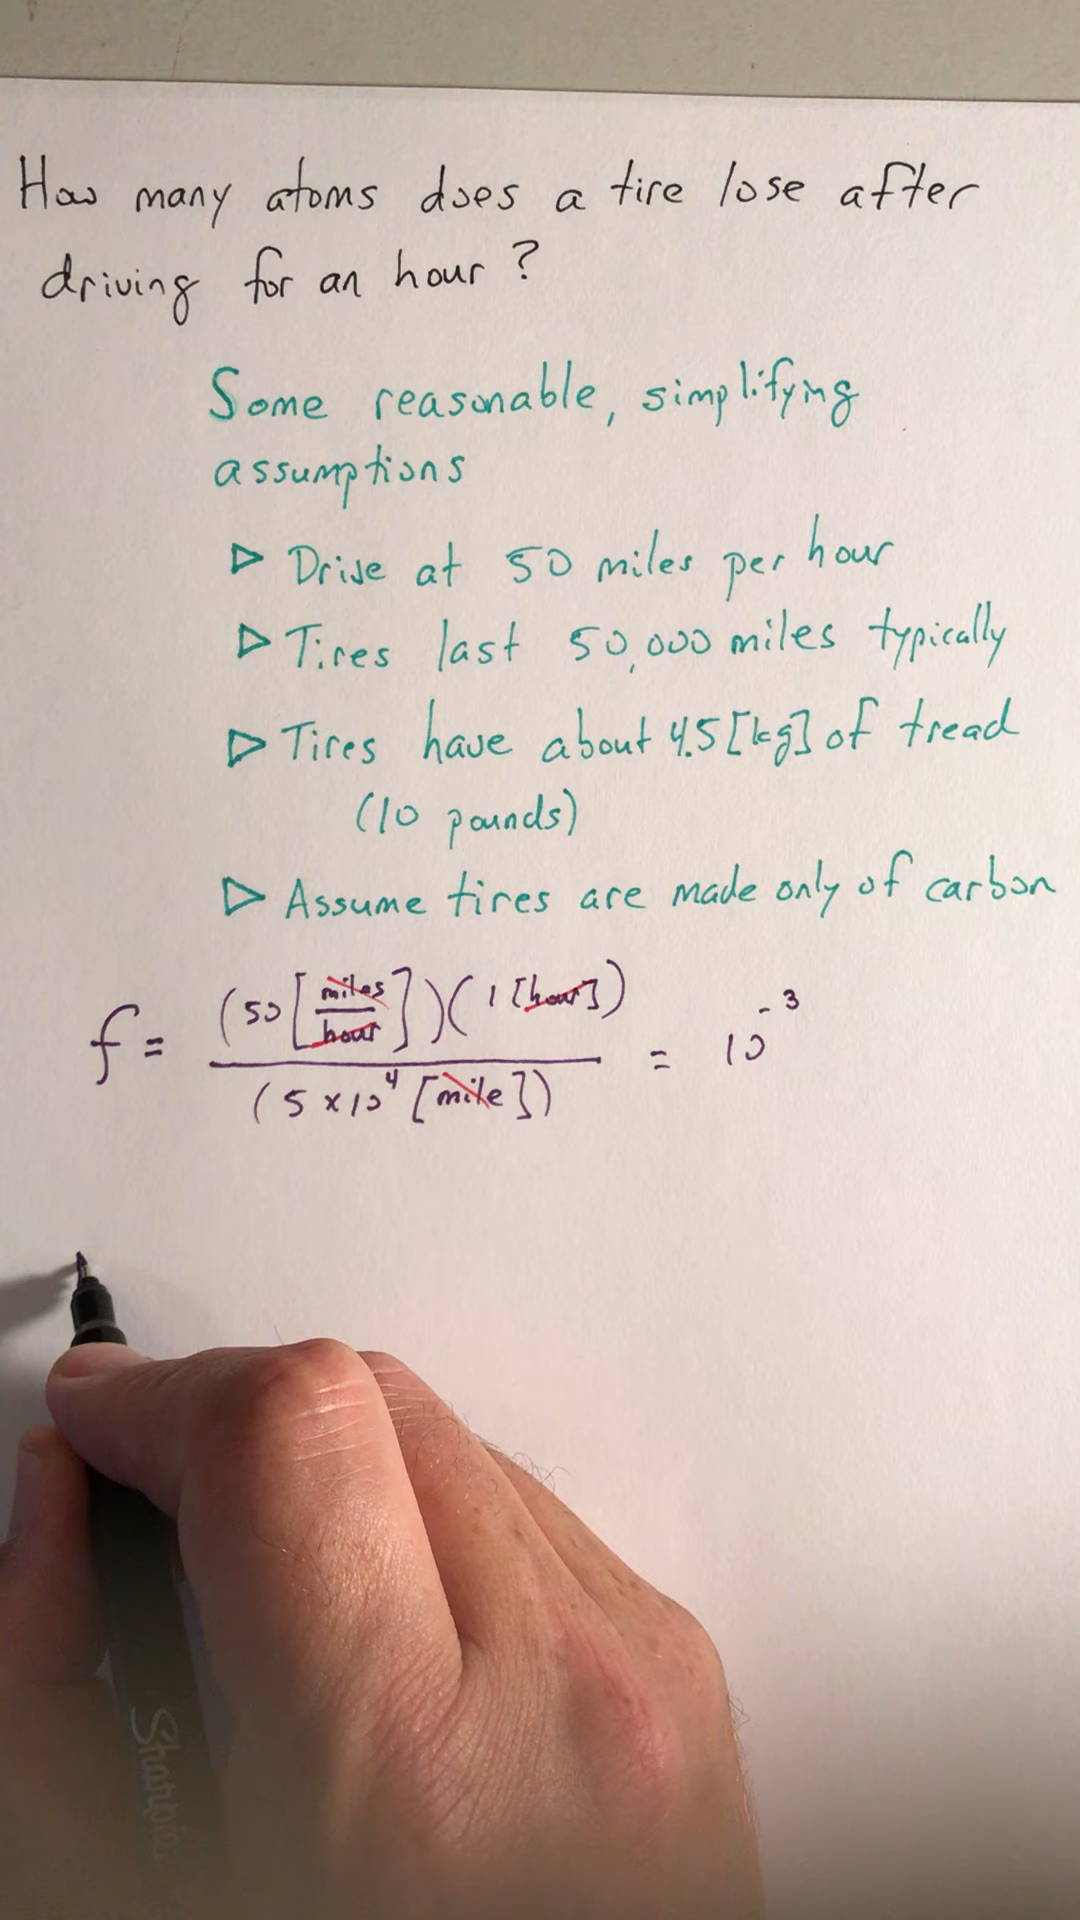 How many atoms does a tire lose after
driving for an hour?
Some reasonable, simplifying
assumptions
▷ Drive at 50 miles per hour
▷ Tires last 50,000 miles typically
▷ Tires have about 4.5 [kg] of tread
(10 pounds)
▷ Assume tires are made only of carbon
f = (50 [miles/hour])(1 [hour]) / (5 x 10⁴ [mile]) = 10⁻³
Sharpie